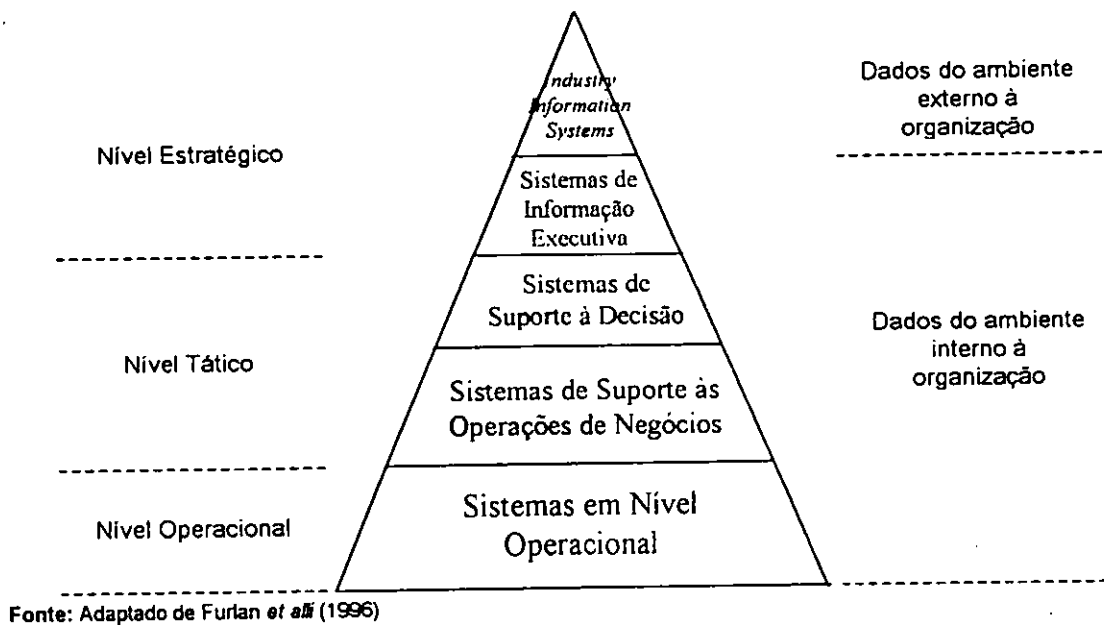 Industry
Information
Systems
Dados do ambiente
externo à
organização
Nível Estratégico
Sistemas de
Informação
Executiva
Sistemas de
Suporte à Decisão
Dados do ambiente
interno à
organização
Nível Tático
Sistemas de Suporte às
Operações de Negócios
Sistemas em Nível
Operacional
Nível Operacional
Fonte: Adaptado de Furlan et alli (1996)